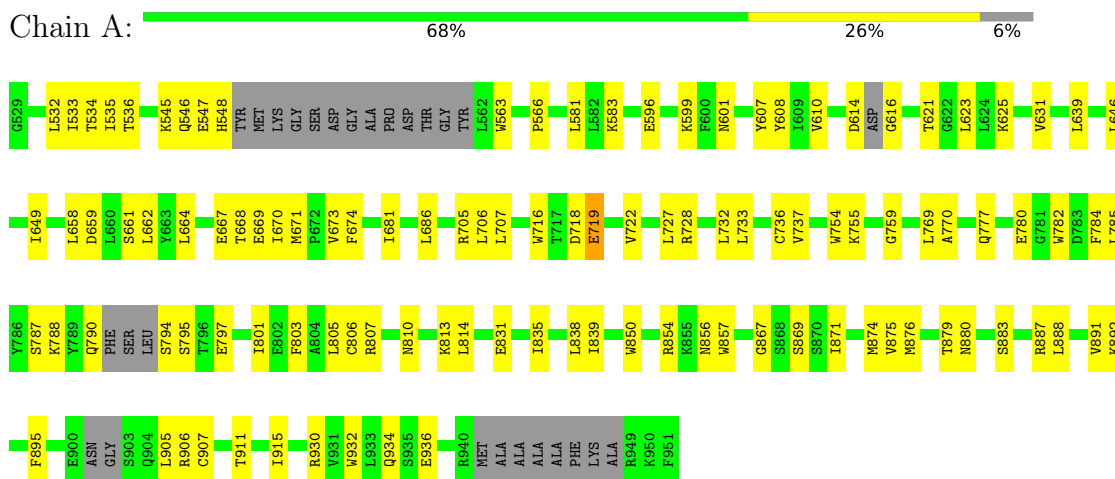 Chain A:
68% 26% 6%
G529 L532 I533 T534 I535 T536 K545 Q546 E547 H548 TYR MET LYS GLY SER ASP GLY ALA PRO ASP THR GLY TYR L562 W563 P566 L581 L582 K583 E596 K599 F600 N601 Y607 Y608 I609 V610 D614 ASP G616 T621 G622 L623 L624 K625 V631 L639 L646
I649 L658 D659 L660 S661 L662 Y663 L664 E667 T668 E669 I670 M671 P672 V673 F674 I681 L686 R705 L706 L707 W716 T717 D718 E719 V722 L727 R728 L732 L733 C736 V737 W754 K755 G759 L769 A770 Q777 E780 G781 W782 D783 F784 L785
Y786 S787 K788 Y789 Q790 PHE SER LEU S794 S795 T796 E797 I801 E802 F803 A804 L805 C806 R807 N810 K813 L814 E831 I835 L838 I839 W850 R854 K855 N856 W857 G867 S868 S869 S870 I871 M874 V875 M876 T879 N880 S883 R887 L888 V891
F895 E900 ASN GLY S903 Q904 L905 R906 C907 T911 I915 R930 V931 W932 L933 Q934 S935 E936 R940 MET ALA ALA ALA ALA PHE LYS ALA R949 K950 F951